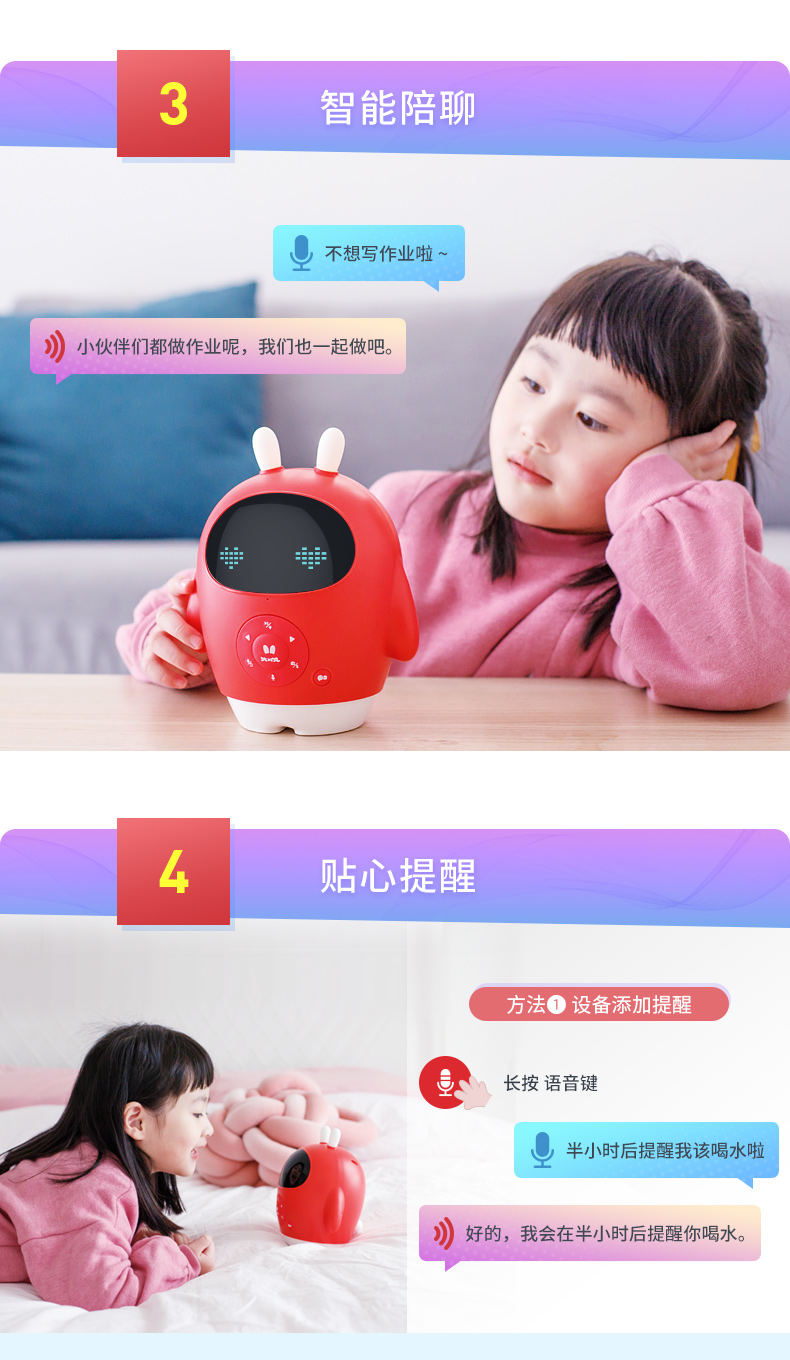 3
智能陪聊
不想写作业啦 ~
小伙伴们都做作业呢，我们也一起做吧。
4
贴心提醒
方法❶ 设备添加提醒
长按 语音键
半小时后提醒我该喝水啦
好的，我会在半小时后提醒你喝水。